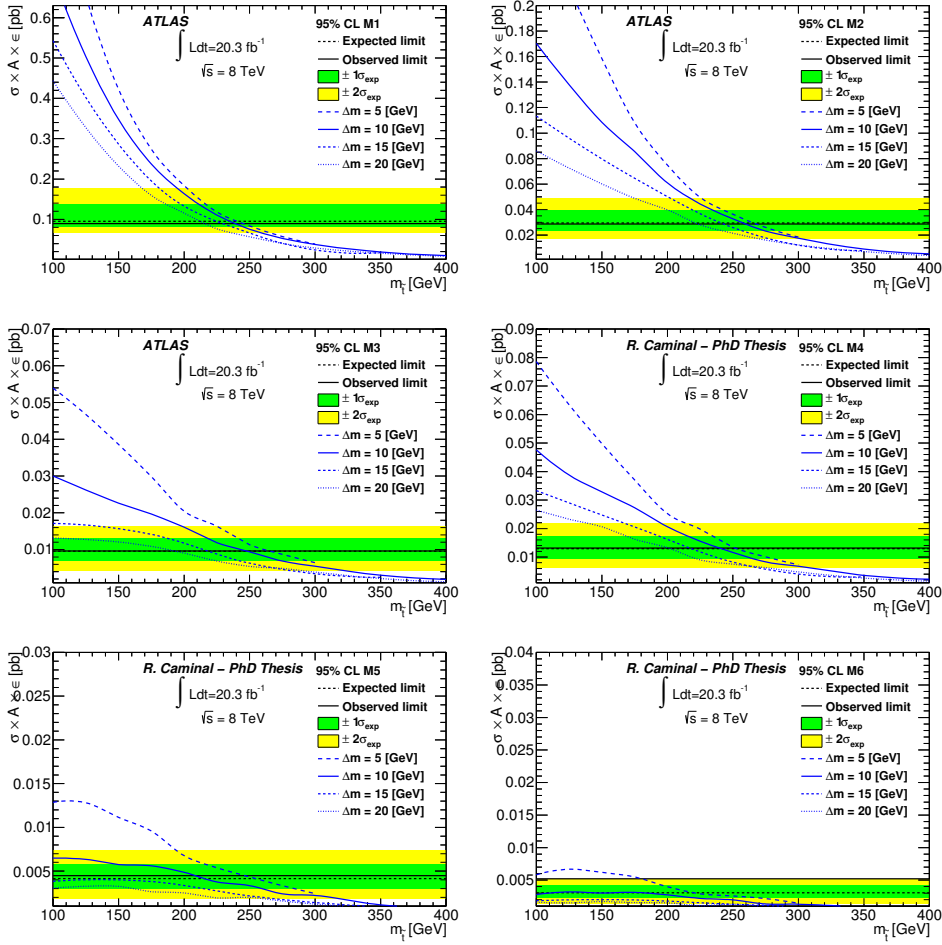 σ × A × ϵ [pb]
ATLAS
∫ Ldt=20.3 fb⁻¹
√s = 8 TeV
95% CL M1
Expected limit
Observed limit
± 1σexp
± 2σexp
Δm = 5 [GeV]
Δm = 10 [GeV]
Δm = 15 [GeV]
Δm = 20 [GeV]
0.6
0.5
0.4
0.3
0.2
0.1
100 150 200 250 300 350 400
m_t̃ [GeV]
σ × A × ϵ [pb]
ATLAS
∫ Ldt=20.3 fb⁻¹
√s = 8 TeV
95% CL M2
Expected limit
Observed limit
± 1σexp
± 2σexp
Δm = 5 [GeV]
Δm = 10 [GeV]
Δm = 15 [GeV]
Δm = 20 [GeV]
0.2
0.18
0.16
0.14
0.12
0.1
0.08
0.06
0.04
0.02
100 150 200 250 300 350 400
m_t̃ [GeV]
σ × A × ϵ [pb]
ATLAS
∫ Ldt=20.3 fb⁻¹
√s = 8 TeV
95% CL M3
Expected limit
Observed limit
± 1σexp
± 2σexp
Δm = 5 [GeV]
Δm = 10 [GeV]
Δm = 15 [GeV]
Δm = 20 [GeV]
0.07
0.06
0.05
0.04
0.03
0.02
0.01
100 150 200 250 300 350 400
m_t̃ [GeV]
σ × A × ϵ [pb]
R. Caminal − PhD Thesis
∫ Ldt=20.3 fb⁻¹
√s = 8 TeV
95% CL M4
Expected limit
Observed limit
± 1σexp
± 2σexp
Δm = 5 [GeV]
Δm = 10 [GeV]
Δm = 15 [GeV]
Δm = 20 [GeV]
0.09
0.08
0.07
0.06
0.05
0.04
0.03
0.02
0.01
100 150 200 250 300 350 400
m_t̃ [GeV]
σ × A × ϵ [pb]
R. Caminal − PhD Thesis
∫ Ldt=20.3 fb⁻¹
√s = 8 TeV
95% CL M5
Expected limit
Observed limit
± 1σexp
± 2σexp
Δm = 5 [GeV]
Δm = 10 [GeV]
Δm = 15 [GeV]
Δm = 20 [GeV]
0.03
0.025
0.02
0.015
0.01
0.005
100 150 200 250 300 350 400
m_t̃ [GeV]
σ × A × ϵ [pb]
R. Caminal − PhD Thesis
∫ Ldt=20.3 fb⁻¹
√s = 8 TeV
95% CL M6
Expected limit
Observed limit
± 1σexp
± 2σexp
Δm = 5 [GeV]
Δm = 10 [GeV]
Δm = 15 [GeV]
Δm = 20 [GeV]
0.04
0.035
0.03
0.025
0.02
0.015
0.01
0.005
100 150 200 250 300 350 400
m_t̃ [GeV]